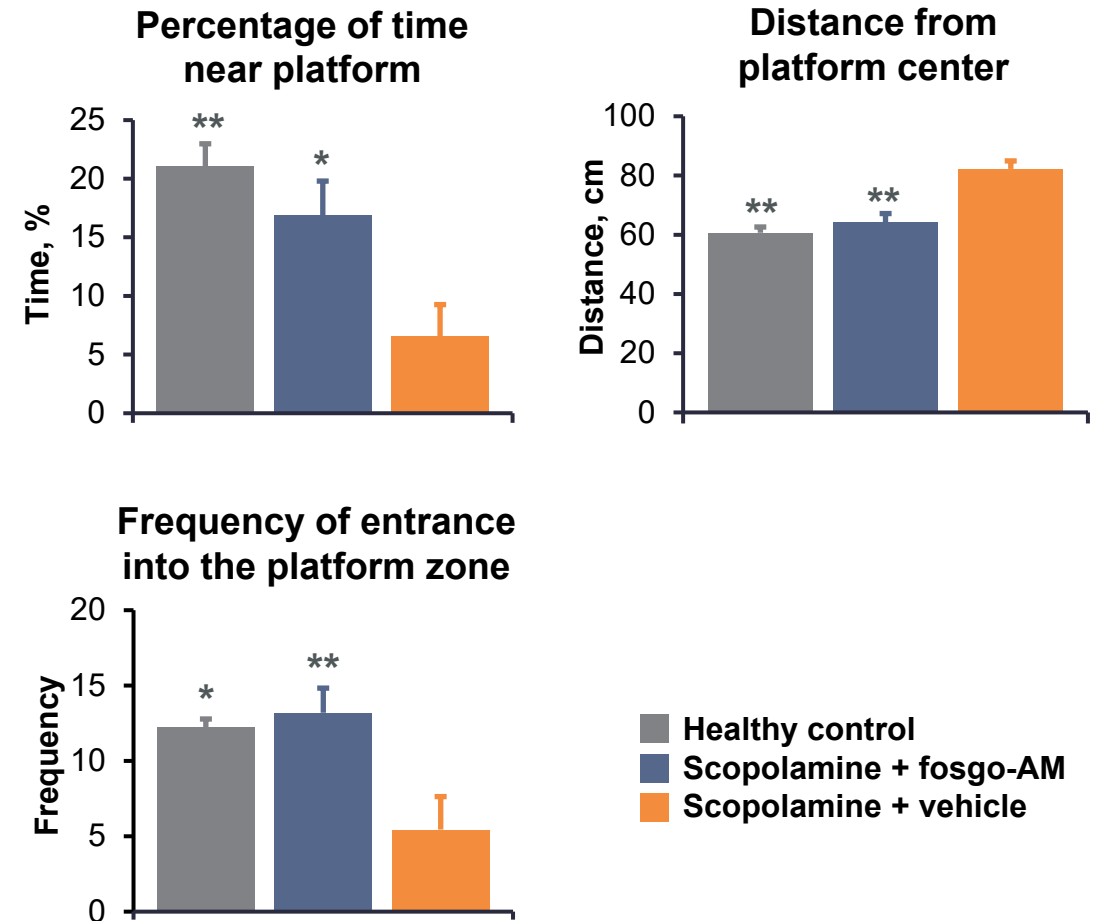 Percentage of time
near platform
25
20
15
10
5
0
Time, %
**
*
Distance from
platform center
100
80
60
40
20
0
Distance, cm
**
**
Frequency of entrance
into the platform zone
20
15
10
5
0
Frequency
*
**
Healthy control
Scopolamine + fosgo-AM
Scopolamine + vehicle